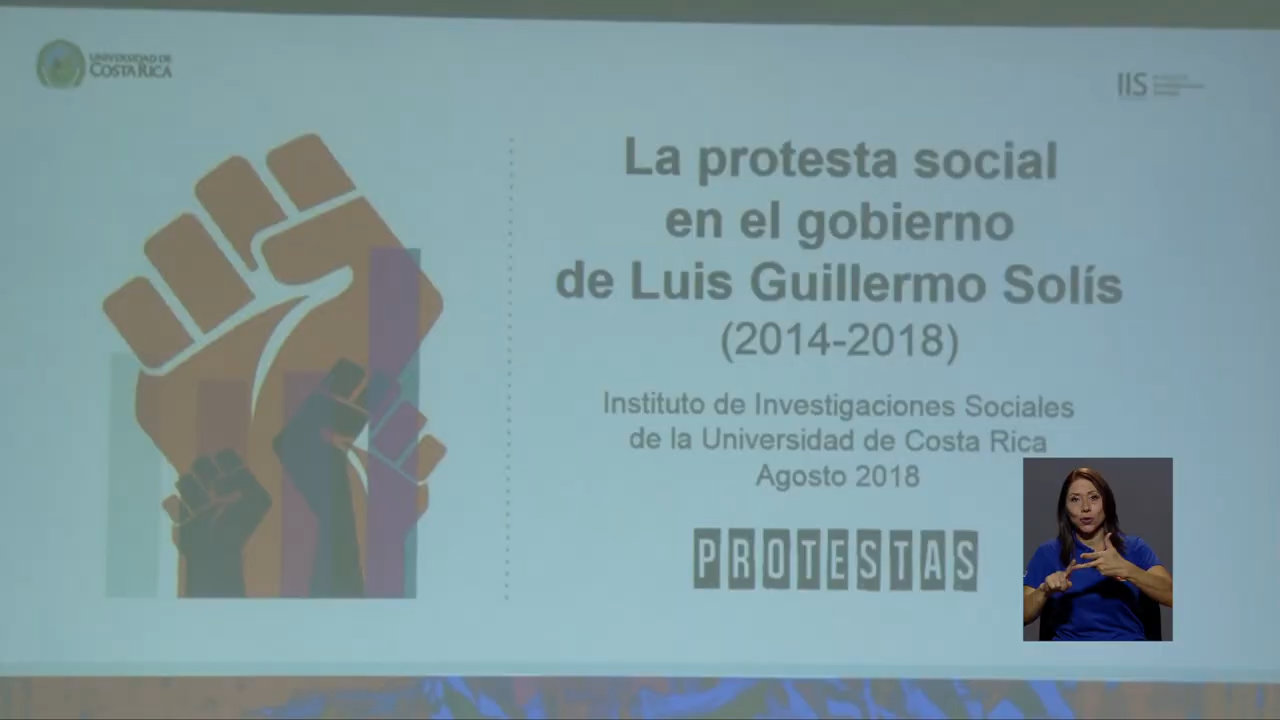 UNIVERSIDAD DE
COSTA RICA
IIS
La protesta social
en el gobierno
de Luis Guillermo Solís
(2014-2018)
Instituto de Investigaciones Sociales
de la Universidad de Costa Rica
Agosto 2018
PROTESTAS